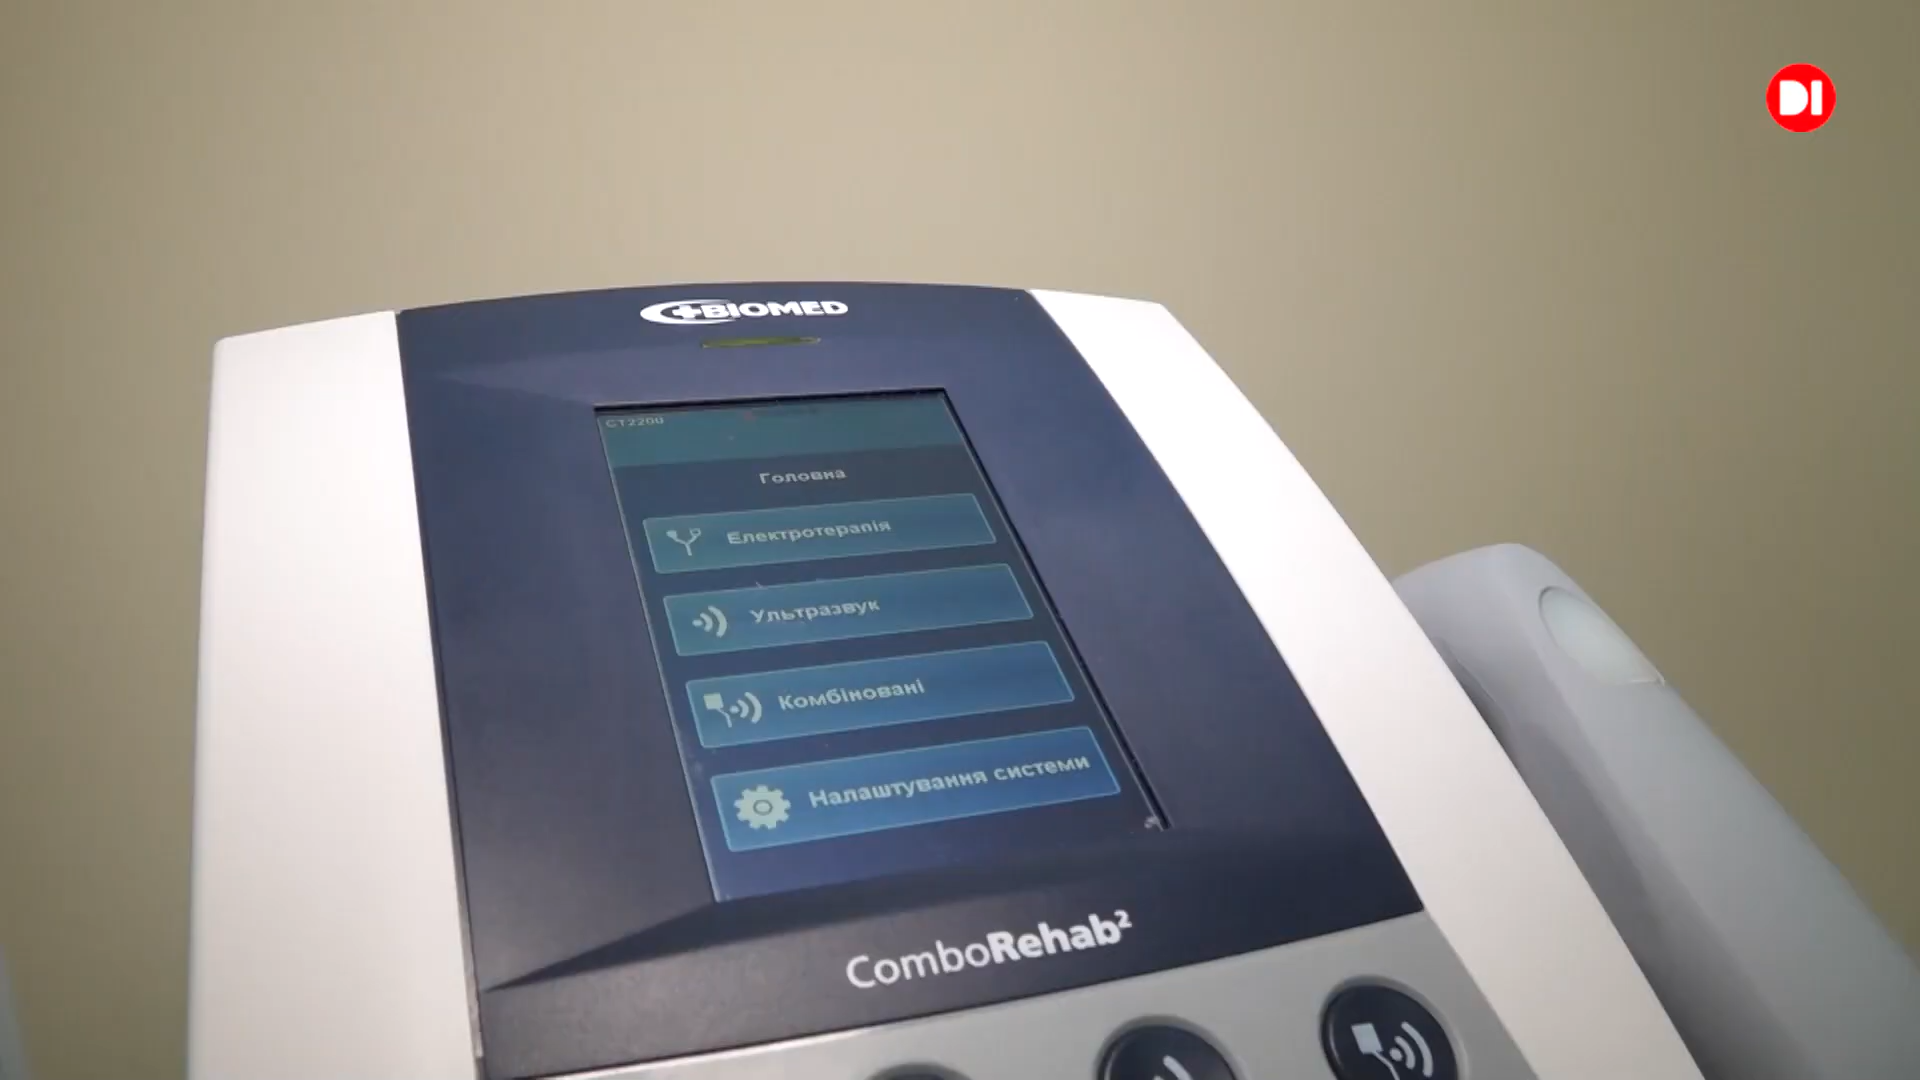 DI
BIOMED
CT2200
Головна
Електротерапія
Ультразвук
Комбіновані
Налаштування системи
ComboRehab²